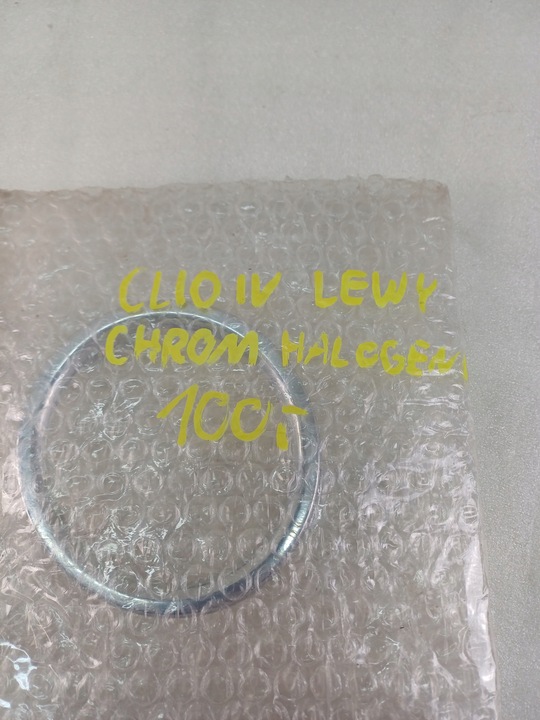 CLIO IV LEWY
CHROM HALOGEN
100,-